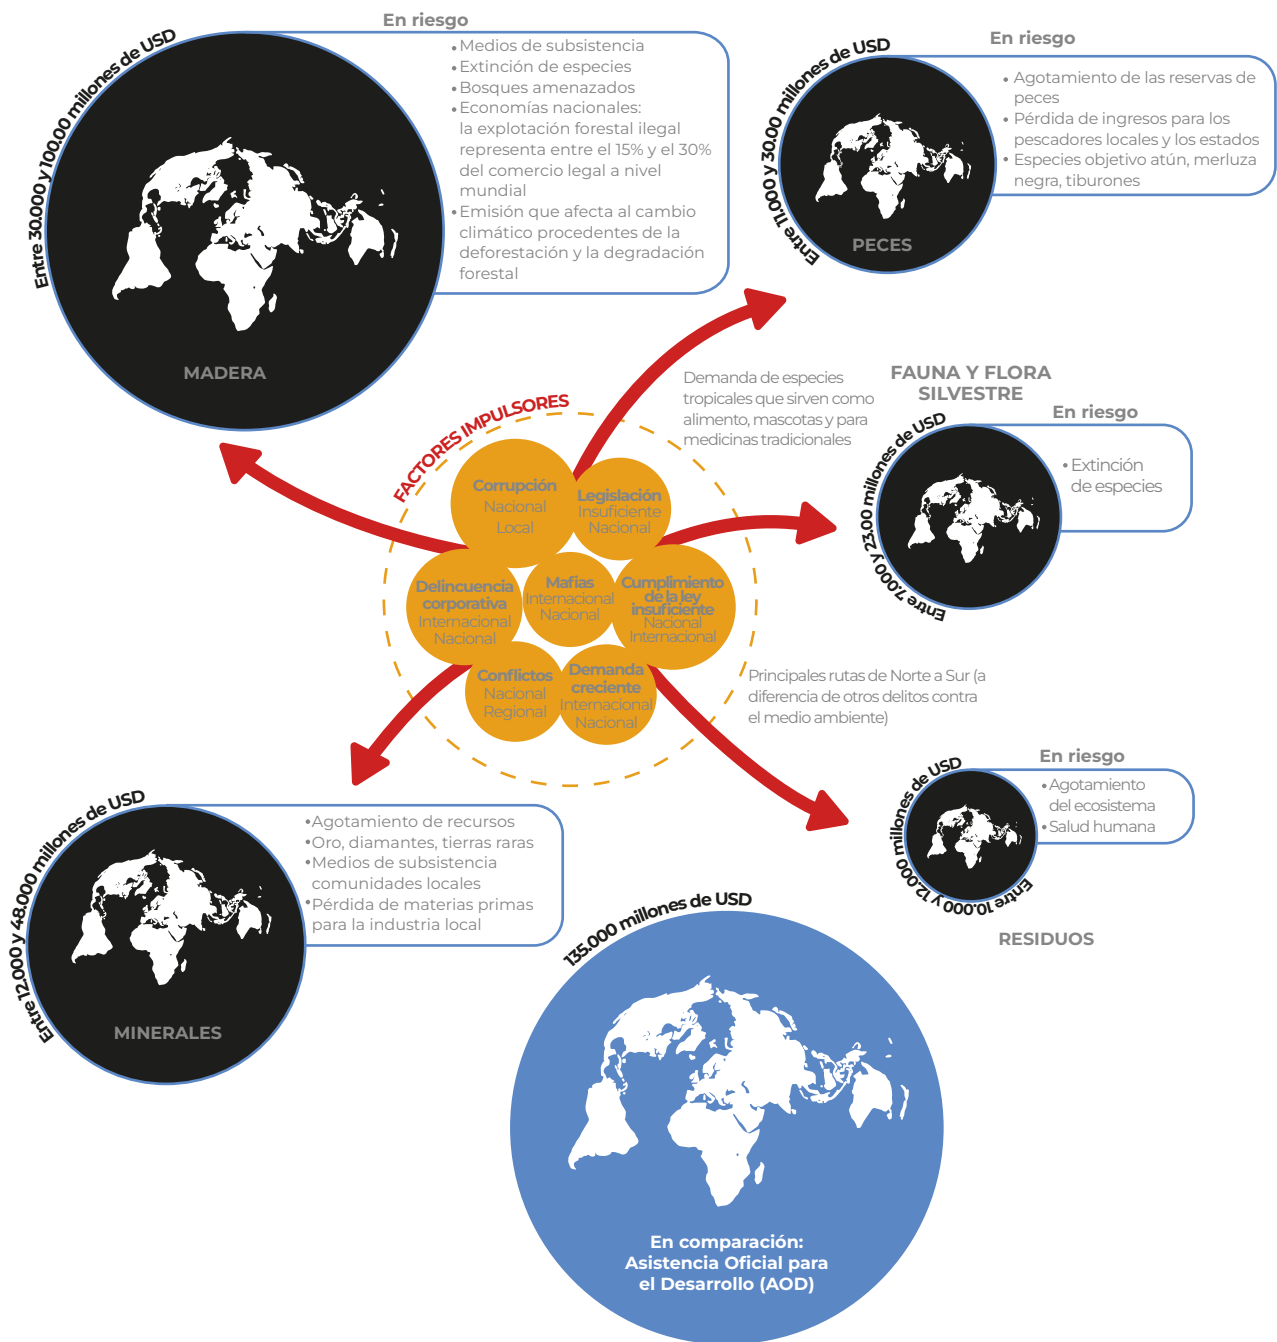 En riesgo
Entre 30.000 y 100.00 millones de USD
• Medios de subsistencia
• Extinción de especies
• Bosques amenazados
• Economías nacionales:
la explotación forestal ilegal
representa entre el 15% y el 30%
del comercio legal a nivel
mundial
• Emisión que afecta al cambio
climático procedentes de la
deforestación y la degradación
forestal
MADERA
En riesgo
Entre 11.000 y 30.00 millones de USD
• Agotamiento de las reservas de
peces
• Pérdida de ingresos para los
pescadores locales y los estados
• Especies objetivo atún, merluza
negra, tiburones
PECES
Demanda de especies
tropicales que sirven como
alimento, mascotas y para
medicinas tradicionales
FAUNA Y FLORA
SILVESTRE
En riesgo
Entre 7.000 y 23.00 millones de USD
• Extinción
de especies
FACTORES IMPULSORES
Corrupción
Nacional
Local
Legislación
Insuficiente
Nacional
Delincuencia
corporativa
Internacional
Nacional
Mafias
Internacional
Nacional
Cumplimiento
de la ley
insuficiente
Nacional
Internacional
Conflictos
Nacional
Regional
Demanda
creciente
Internacional
Nacional
Principales rutas de Norte a Sur (a
diferencia de otros delitos contra
el medio ambiente)
En riesgo
Entre 10.000 y 12.000 millones de USD
• Agotamiento
del ecosistema
• Salud humana
RESIDUOS
Entre 12.000 y 48.000 millones de USD
• Agotamiento de recursos
• Oro, diamantes, tierras raras
• Medios de subsistencia
comunidades locales
• Pérdida de materias primas
para la industria local
MINERALES
135.000 millones de USD
En comparación:
Asistencia Oficial para
el Desarrollo (AOD)